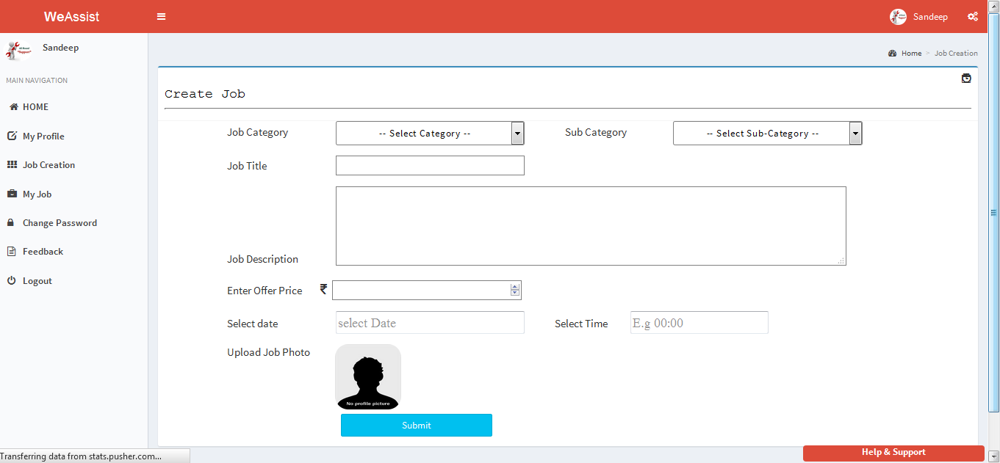 WeAssist
Sandeep
Sandeep
Home > Job Creation
MAIN NAVIGATION
HOME
My Profile
Job Creation
My Job
Change Password
Feedback
Logout
Create Job
Job Category -- Select Category -- Sub Category -- Select Sub-Category --
Job Title
Job Description
Enter Offer Price ₹
Select date select Date Select Time E.g 00:00
Upload Job Photo
No profile picture
Submit
Help & Support
Transferring data from stats.pusher.com...